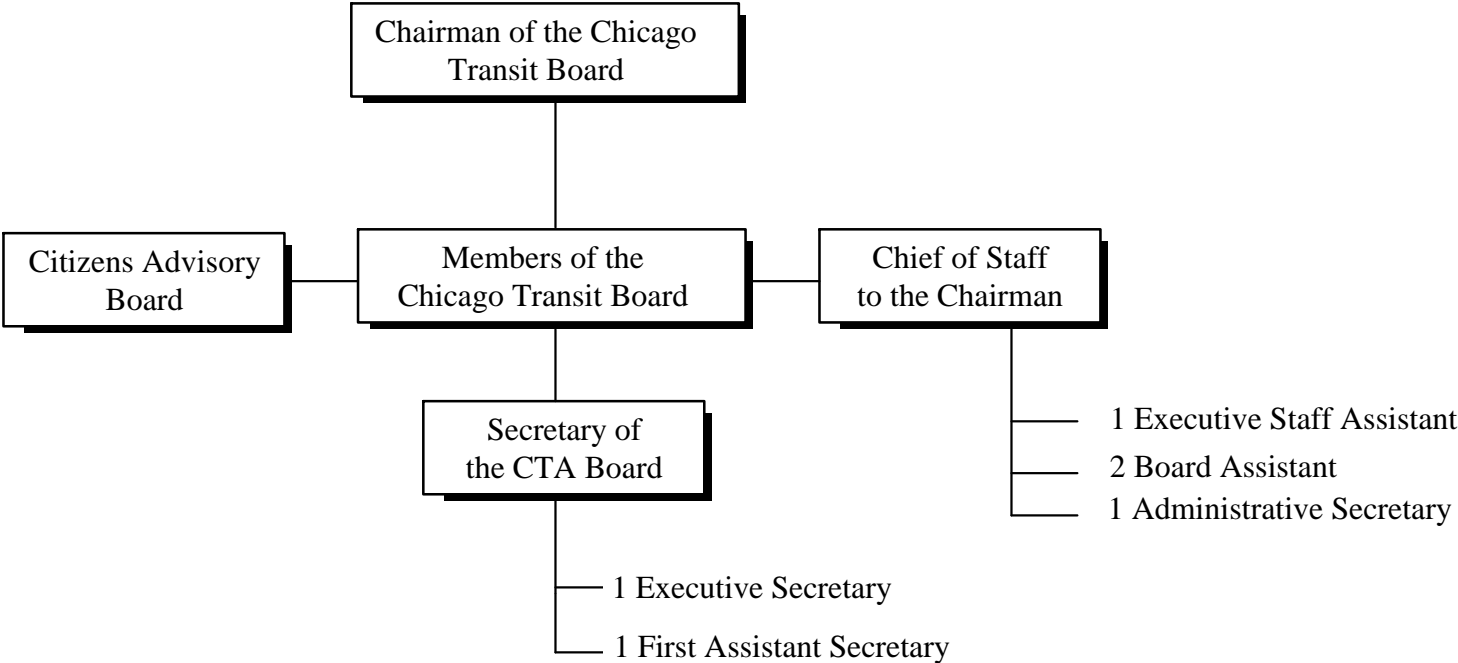 Chairman of the Chicago
Transit Board
Citizens Advisory
Board
Members of the
Chicago Transit Board
Chief of Staff
to the Chairman
Secretary of
the CTA Board
1 Executive Staff Assistant
2 Board Assistant
1 Administrative Secretary
1 Executive Secretary
1 First Assistant Secretary